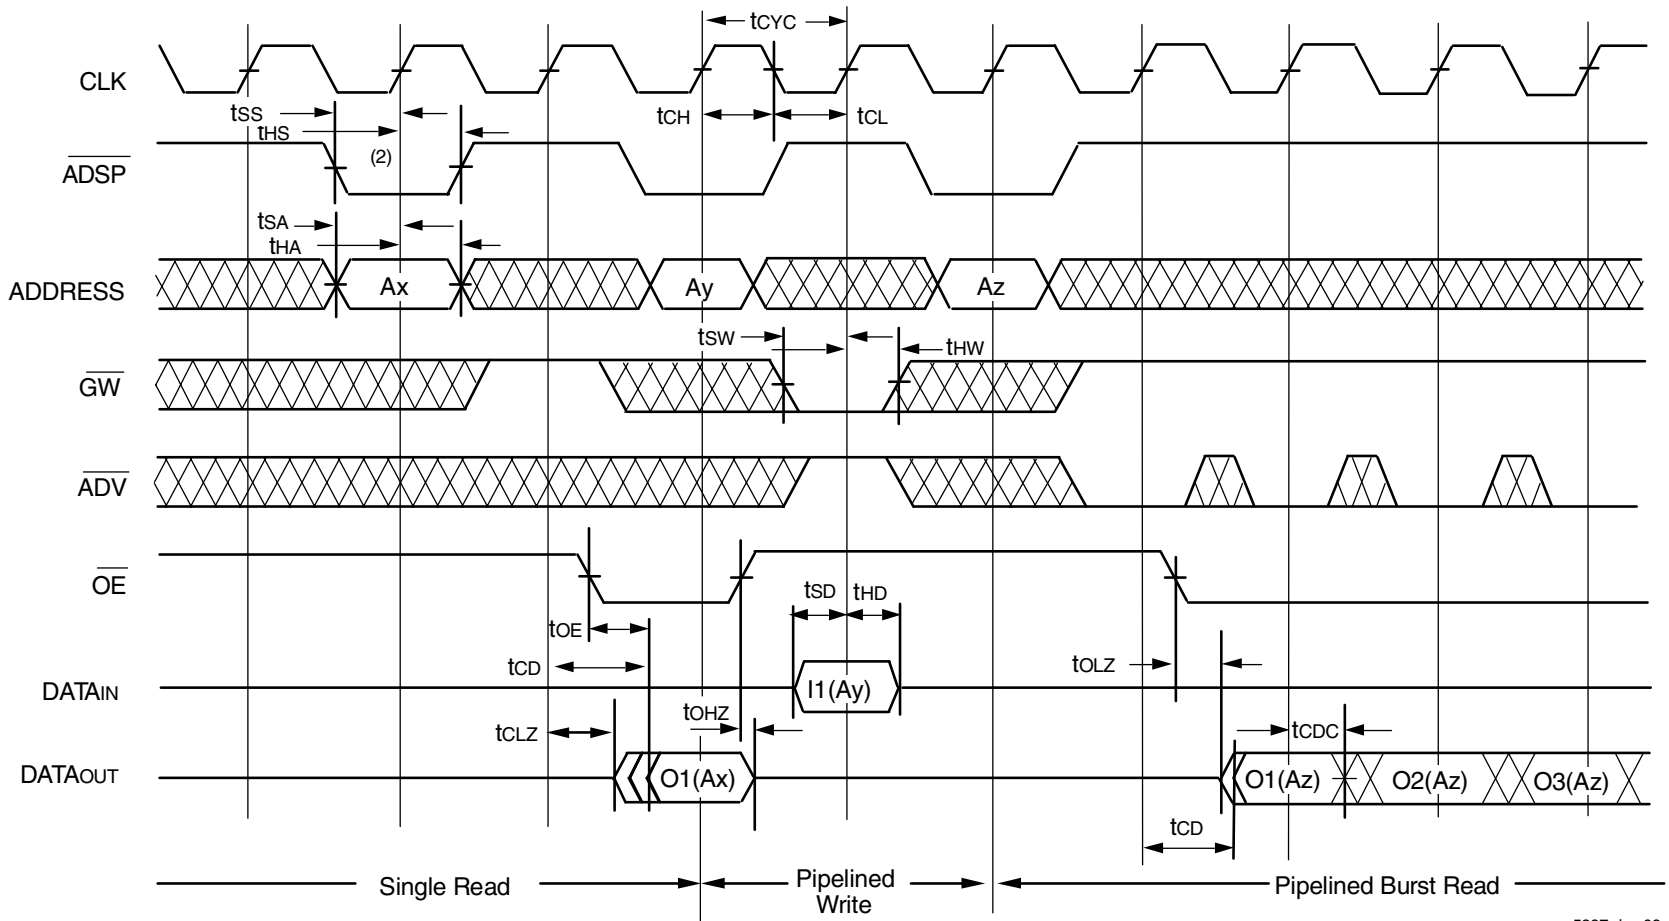 tCYC
CLK
tSS
tCH
tCL
tHS
(2)
ADSP
tSA
tHA
ADDRESS
Ax
Ay
Az
tSW
tHW
GW
ADV
OE
tSD
tHD
tOE
tCD
tOLZ
DATAIN
I1(Ay)
tOHZ
tCLZ
tCDC
DATAOUT
O1(Ax)
O1(Az)
O2(Az)
O3(Az)
tCD
Single Read
Pipelined
Write
Pipelined Burst Read